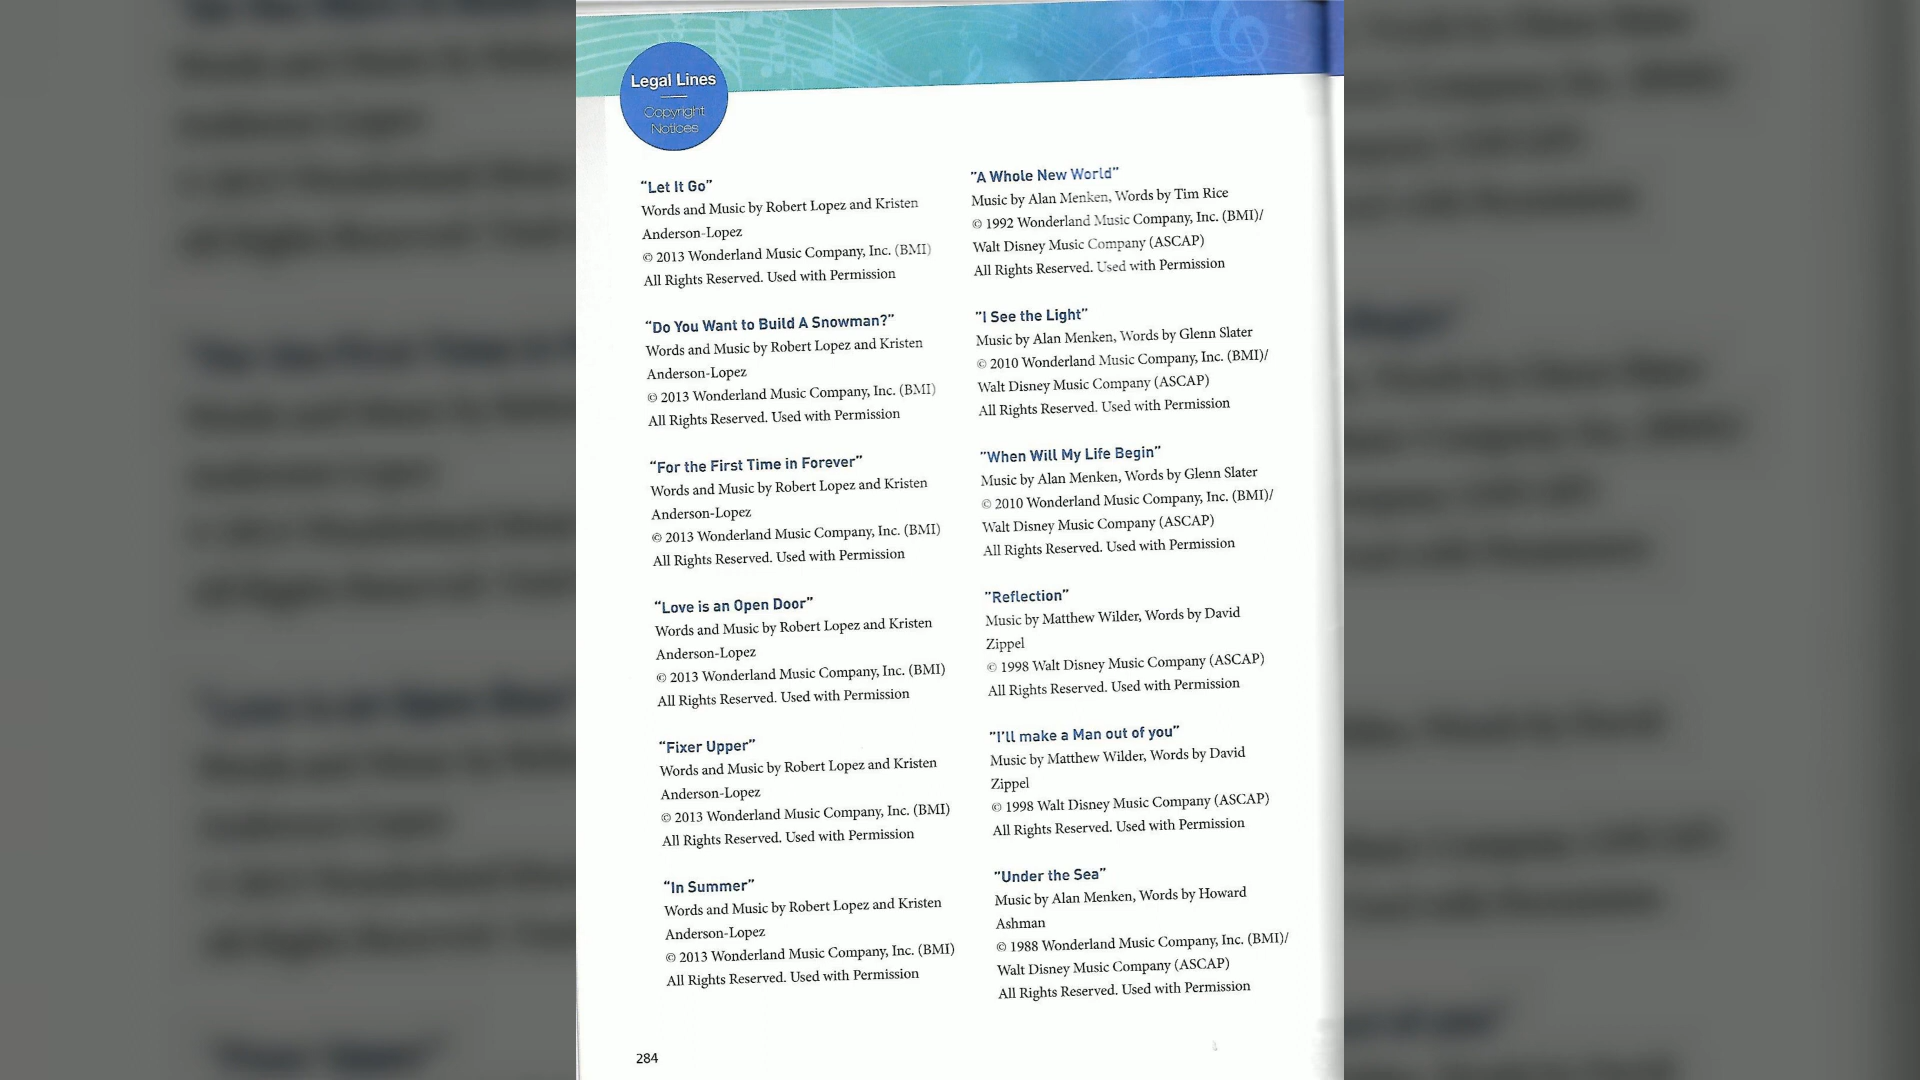 Legal Lines
Copyright
Notices
“Let It Go”
Words and Music by Robert Lopez and Kristen
Anderson-Lopez
© 2013 Wonderland Music Company, Inc. (BMI)
All Rights Reserved. Used with Permission
“Do You Want to Build A Snowman?”
Words and Music by Robert Lopez and Kristen
Anderson-Lopez
© 2013 Wonderland Music Company, Inc. (BMI)
All Rights Reserved. Used with Permission
“For the First Time in Forever”
Words and Music by Robert Lopez and Kristen
Anderson-Lopez
© 2013 Wonderland Music Company, Inc. (BMI)
All Rights Reserved. Used with Permission
“Love is an Open Door”
Words and Music by Robert Lopez and Kristen
Anderson-Lopez
© 2013 Wonderland Music Company, Inc. (BMI)
All Rights Reserved. Used with Permission
“Fixer Upper”
Words and Music by Robert Lopez and Kristen
Anderson-Lopez
© 2013 Wonderland Music Company, Inc. (BMI)
All Rights Reserved. Used with Permission
“In Summer”
Words and Music by Robert Lopez and Kristen
Anderson-Lopez
© 2013 Wonderland Music Company, Inc. (BMI)
All Rights Reserved. Used with Permission
"A Whole New World"
Music by Alan Menken, Words by Tim Rice
© 1992 Wonderland Music Company, Inc. (BMI)/
Walt Disney Music Company (ASCAP)
All Rights Reserved. Used with Permission
"I See the Light"
Music by Alan Menken, Words by Glenn Slater
© 2010 Wonderland Music Company, Inc. (BMI)/
Walt Disney Music Company (ASCAP)
All Rights Reserved. Used with Permission
"When Will My Life Begin"
Music by Alan Menken, Words by Glenn Slater
© 2010 Wonderland Music Company, Inc. (BMI)/
Walt Disney Music Company (ASCAP)
All Rights Reserved. Used with Permission
"Reflection"
Music by Matthew Wilder, Words by David
Zippel
© 1998 Walt Disney Music Company (ASCAP)
All Rights Reserved. Used with Permission
"I'll make a Man out of you"
Music by Matthew Wilder, Words by David
Zippel
© 1998 Walt Disney Music Company (ASCAP)
All Rights Reserved. Used with Permission
"Under the Sea"
Music by Alan Menken, Words by Howard
Ashman
© 1988 Wonderland Music Company, Inc. (BMI)/
Walt Disney Music Company (ASCAP)
All Rights Reserved. Used with Permission
284